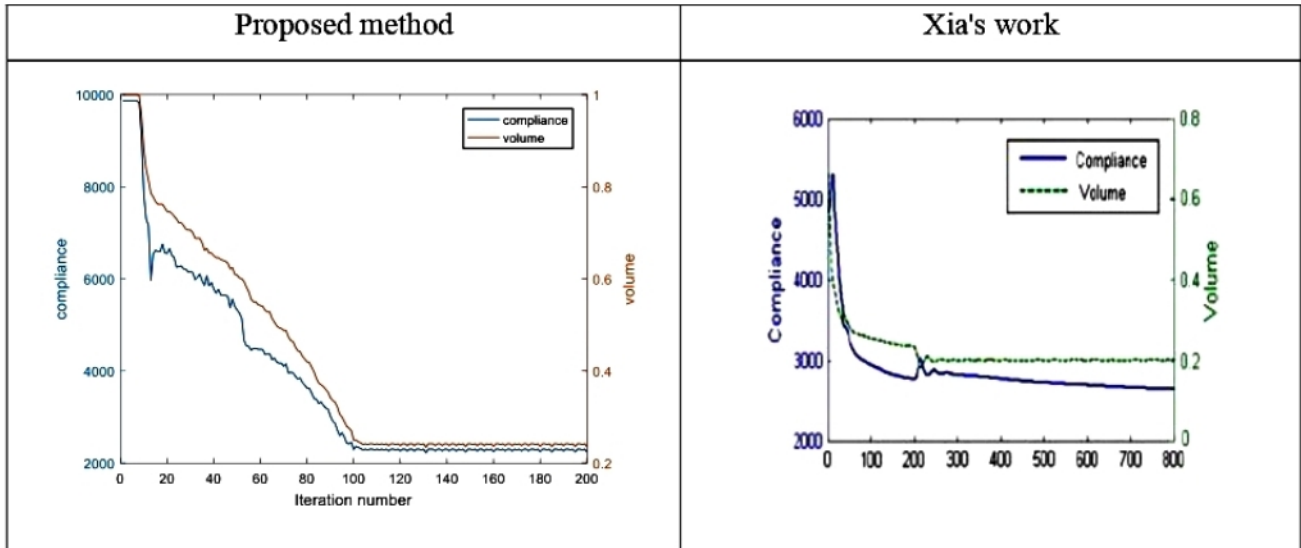 Proposed method
Xia's work
10000
8000
6000
4000
2000
compliance
compliance
volume
1
0.8
0.6
0.4
0.2
volume
0 20 40 60 80 100 120 140 160 180 200
Iteration number
6000
5000
4000
3000
2000
Compliance
Compliance
Volume
0.8
0.6
0.4
0.2
0
Volume
0 100 200 300 400 500 600 700 800